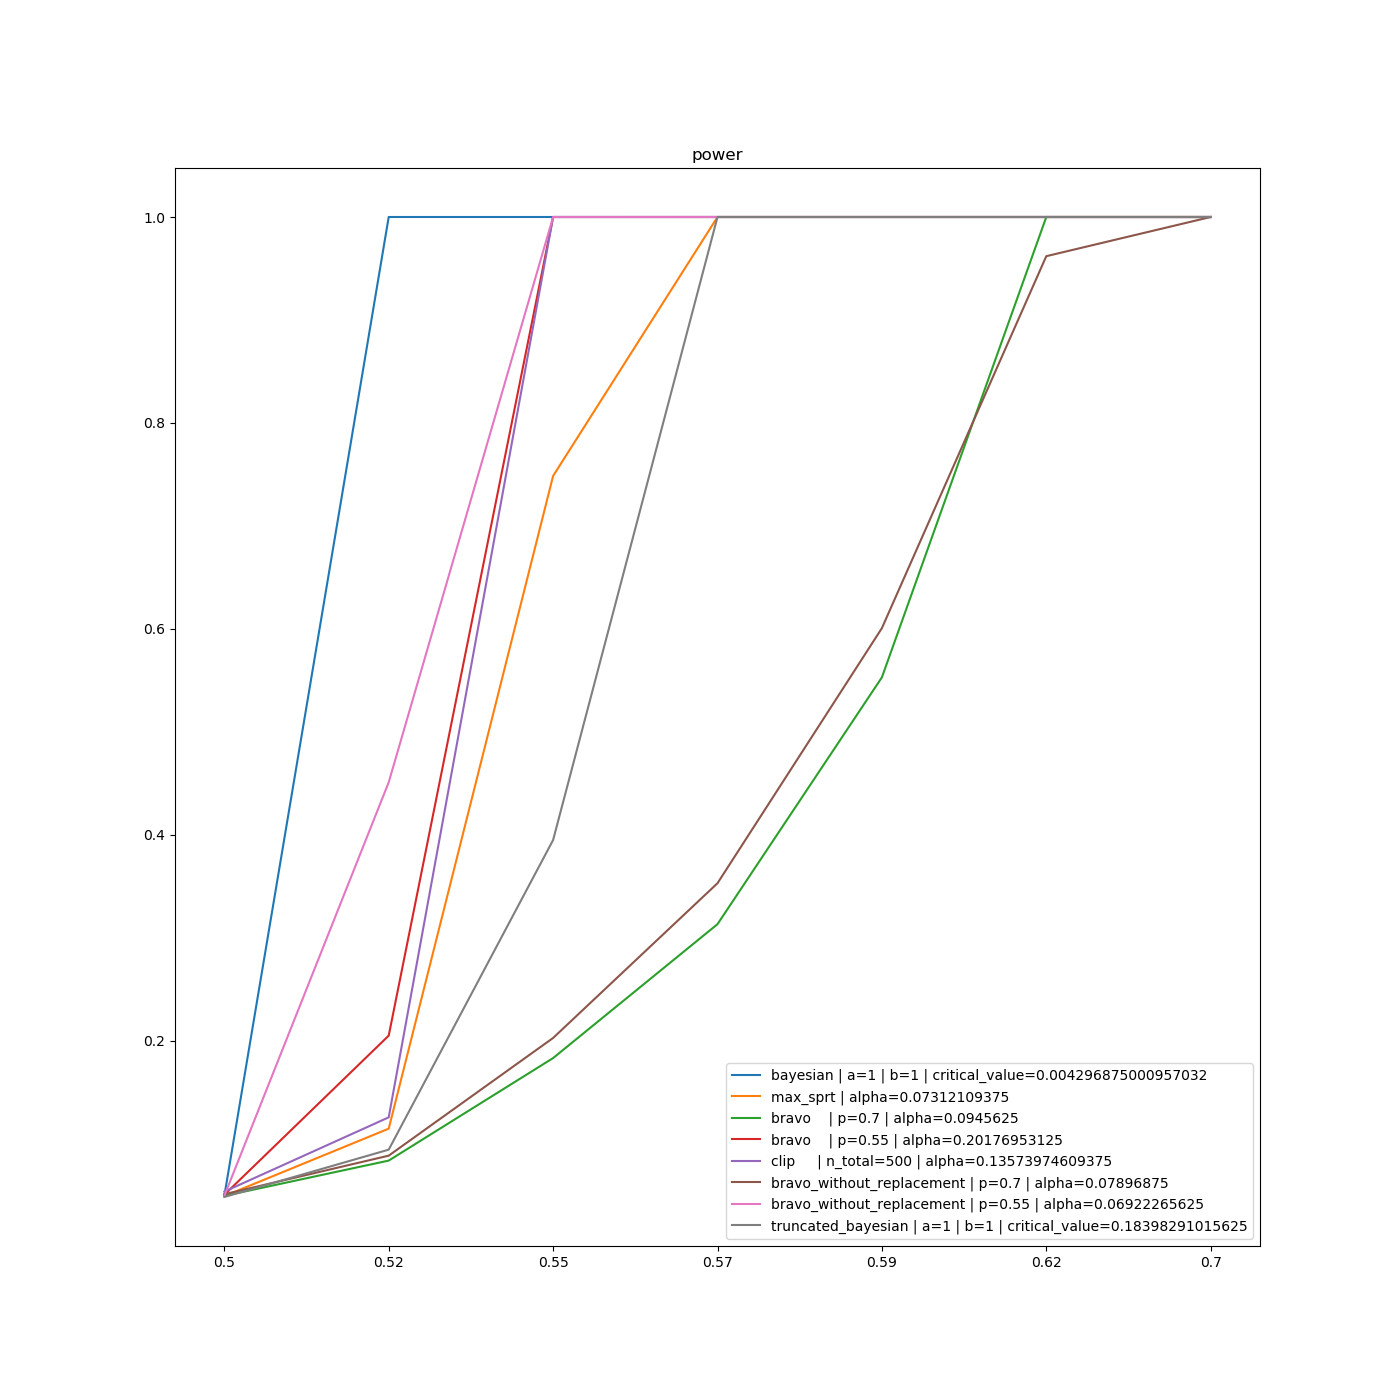 power
1.0
0.8
0.6
0.4
0.2
bayesian | a=1 | b=1 | critical_value=0.004296875000957032
max_sprt | alpha=0.07312109375
bravo | p=0.7 | alpha=0.0945625
bravo | p=0.55 | alpha=0.20176953125
clip | n_total=500 | alpha=0.13573974609375
bravo_without_replacement | p=0.7 | alpha=0.07896875
bravo_without_replacement | p=0.55 | alpha=0.06922265625
truncated_bayesian | a=1 | b=1 | critical_value=0.18398291015625
0.5 0.52 0.55 0.57 0.59 0.62 0.7